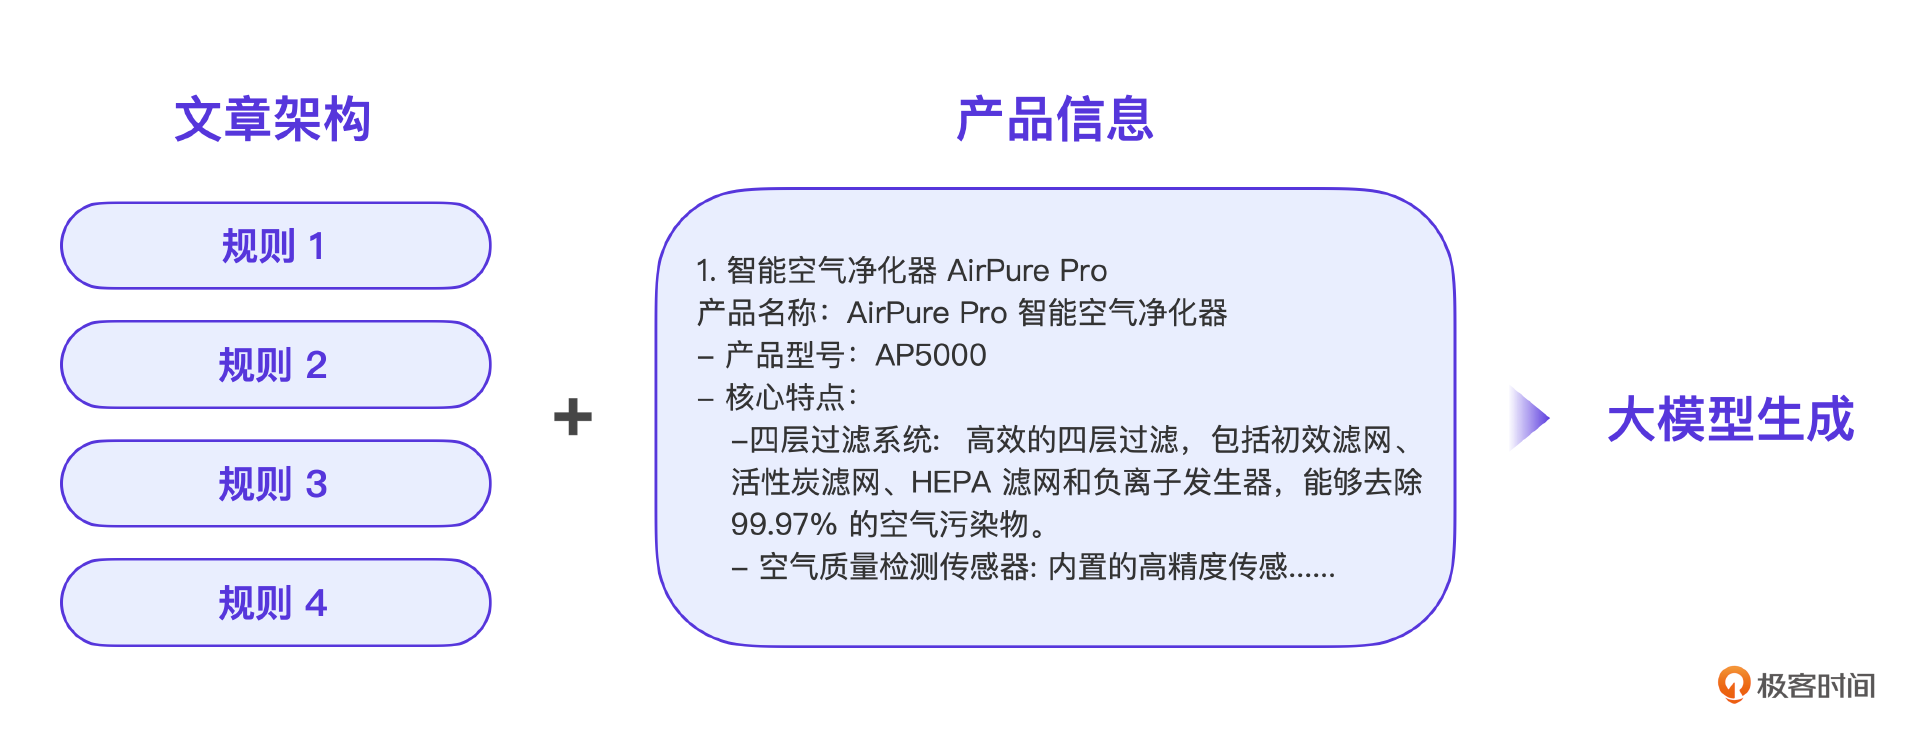 文章架构
规则 1
规则 2
规则 3
规则 4
+
产品信息
1. 智能空气净化器 AirPure Pro
产品名称：AirPure Pro 智能空气净化器
– 产品型号：AP5000
– 核心特点：
–四层过滤系统: 高效的四层过滤，包括初效滤网、
活性炭滤网、HEPA 滤网和负离子发生器，能够去除
99.97% 的空气污染物。
– 空气质量检测传感器: 内置的高精度传感......
大模型生成
极客时间